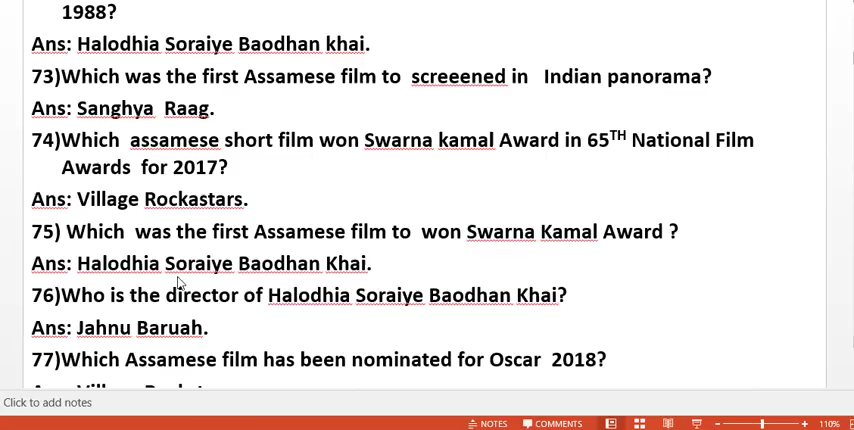 1988?
Ans: Halodhia Soraiye Baodhan khai.
73)Which was the first Assamese film to screeened in Indian panorama?
Ans: Sanghya Raag.
74)Which assamese short film won Swarna kamal Award in 65TH National Film
Awards for 2017?
Ans: Village Rockastars.
75) Which was the first Assamese film to won Swarna Kamal Award ?
Ans: Halodhia Soraiye Baodhan Khai.
76)Who is the director of Halodhia Soraiye Baodhan Khai?
Ans: Jahnu Baruah.
77)Which Assamese film has been nominated for Oscar 2018?
Click to add notes
NOTES COMMENTS 110%